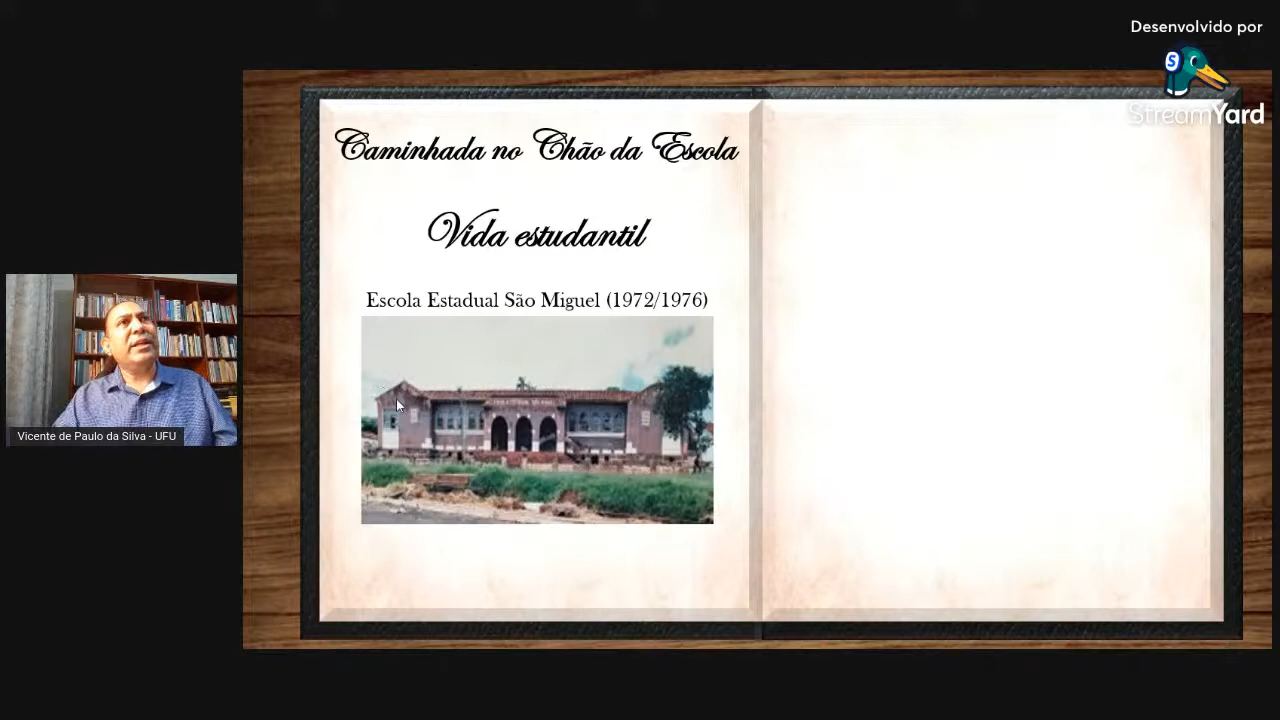 Desenvolvido por
StreamYard
Caminhada no Chão da Escola
Vida estudantil
Escola Estadual São Miguel (1972/1976)
Vicente de Paulo da Silva - UFU